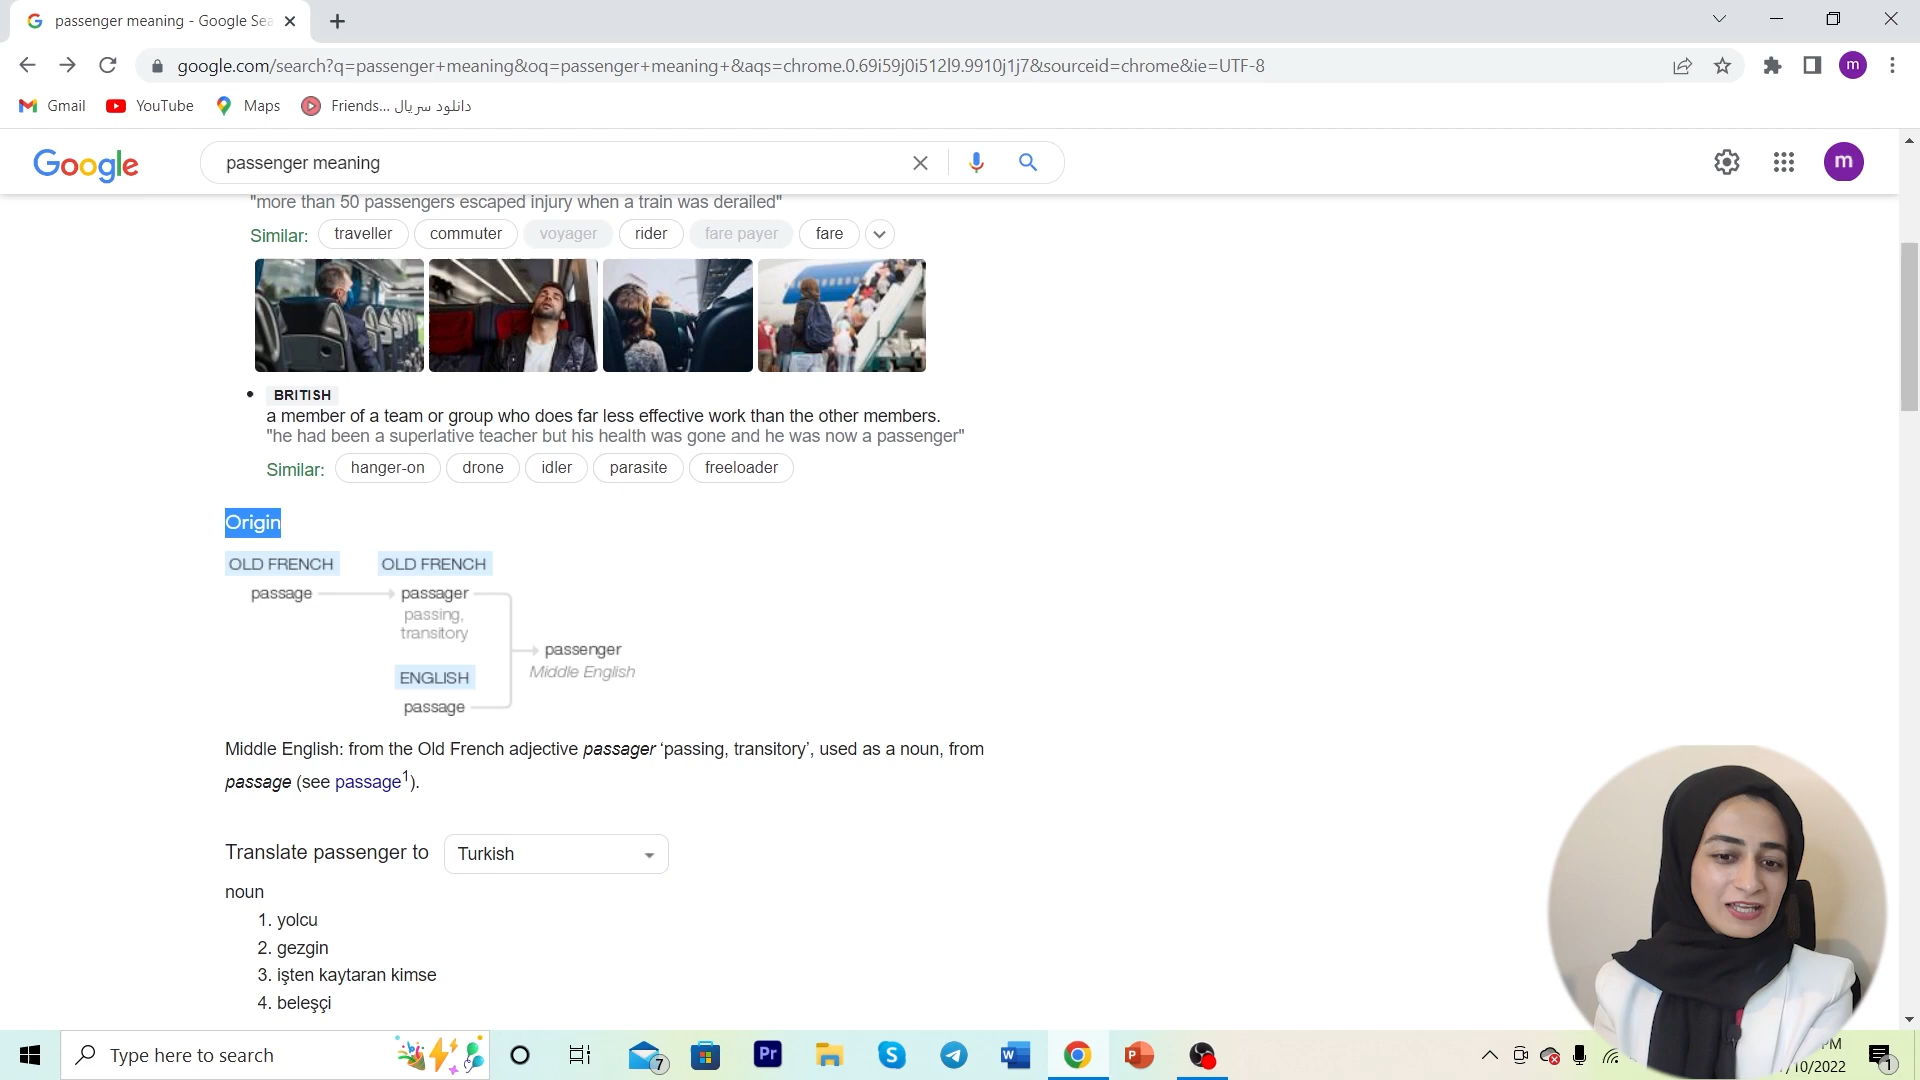 passenger meaning - Google Sea
google.com/search?q=passenger+meaning&oq=passenger+meaning+&aqs=chrome.0.69i59j0i512l9.9910j1j7&sourceid=chrome&ie=UTF-8
m
Gmail YouTube Maps Friends... دانلود سریال
Google passenger meaning m
"more than 50 passengers escaped injury when a train was derailed"
Similar: traveller commuter voyager rider fare payer fare
BRITISH
a member of a team or group who does far less effective work than the other members.
"he had been a superlative teacher but his health was gone and he was now a passenger"
Similar: hanger-on drone idler parasite freeloader
Origin
OLD FRENCH OLD FRENCH
passage passager
passing,
transitory
passenger
Middle English
ENGLISH
passage
Middle English: from the Old French adjective passager ‘passing, transitory’, used as a noun, from
passage (see passage1).
Translate passenger to Turkish
noun
1. yolcu
2. gezgin
3. işten kaytaran kimse
4. beleşçi
Type here to search 7 Pr W P PM
/10/2022 1